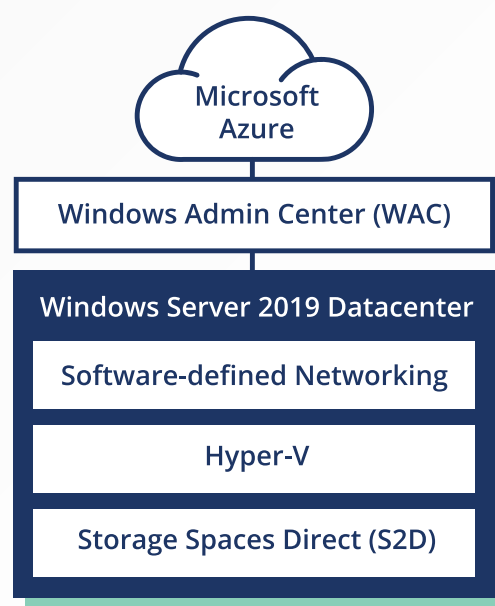 Microsoft
Azure
Windows Admin Center (WAC)
Windows Server 2019 Datacenter
Software-defined Networking
Hyper-V
Storage Spaces Direct (S2D)